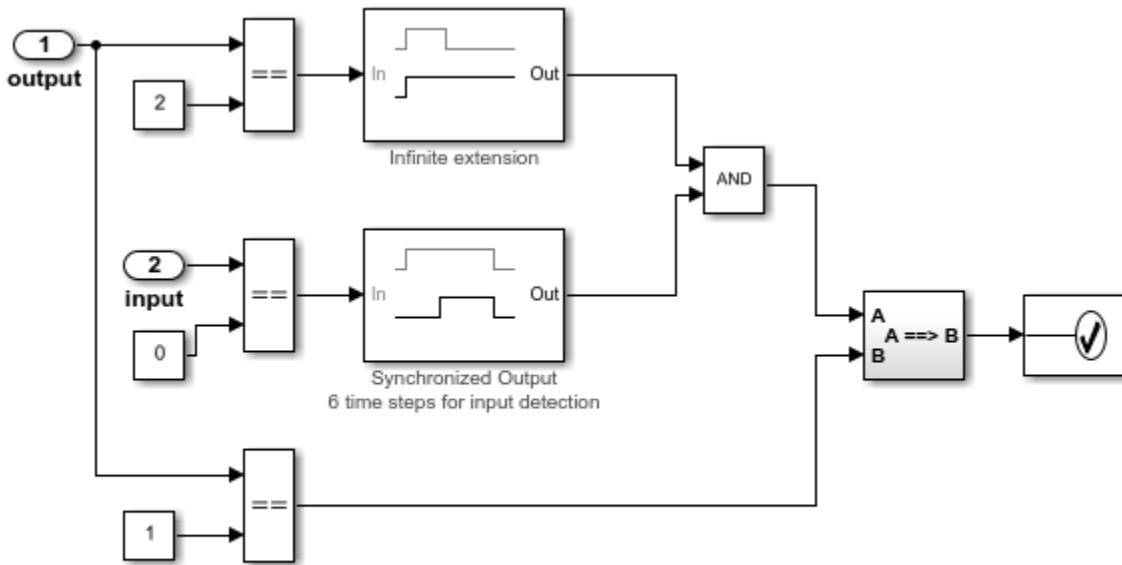 1
output
2
==
In
Out
Infinite extension
AND
2
input
0
==
In
Out
Synchronized Output
6 time steps for input detection
A
A ==> B
B
1
==